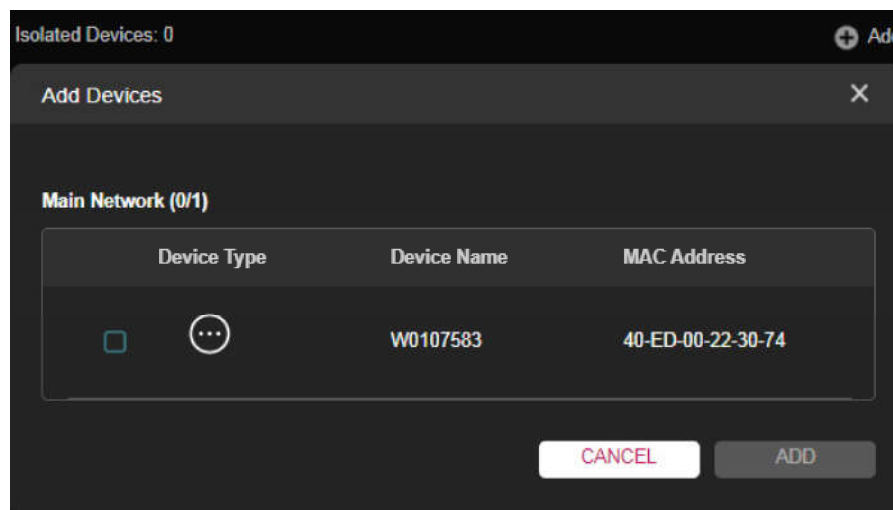 Isolated Devices: 0
Add Devices
Main Network (0/1)
Device Type Device Name MAC Address
W0107583 40-ED-00-22-30-74
CANCEL ADD